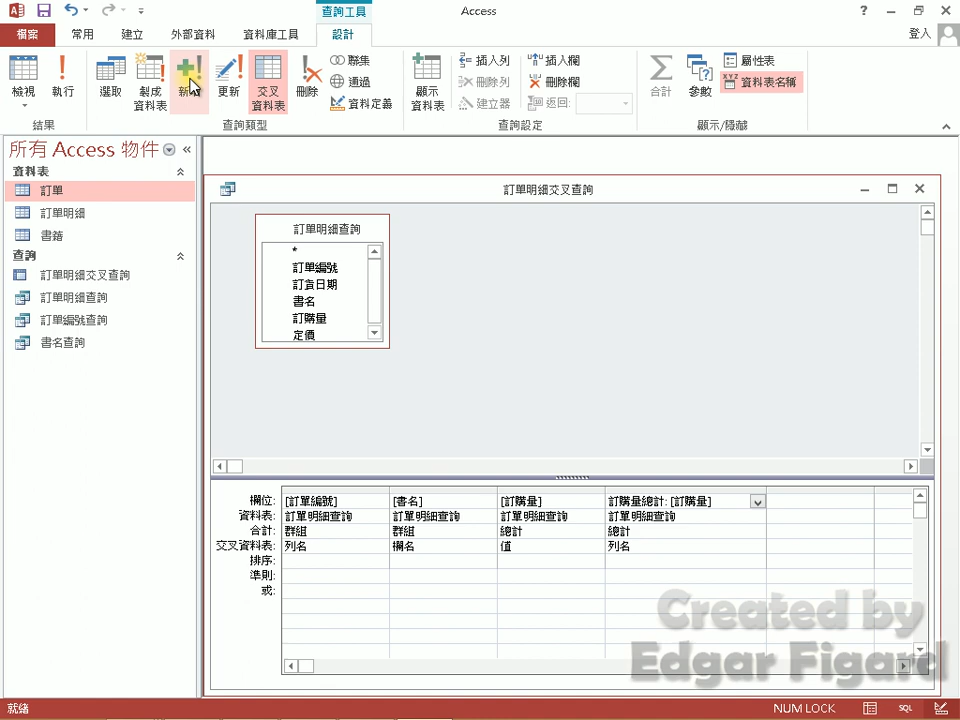 查詢工具
Access
檔案
常用
建立
外部資料
資料庫工具
設計
登入
檢視
執行
選取
製成
資料表
新增
更新
交叉
資料表
刪除
聯集
通過
資料定義
顯示
資料表
插入列
刪除列
建立器
插入欄
刪除欄
返回:
合計
參數
屬性表
資料表名稱
結果
查詢類型
查詢設定
顯示/隱藏
所有 Access 物件
資料表
訂單
訂單明細
書籍
查詢
訂單明細交叉查詢
訂單明細查詢
訂單編號查詢
書名查詢
訂單明細交叉查詢
訂單明細查詢
*
訂單編號
訂貨日期
書名
訂購量
定價
欄位: [訂單編號] [書名] [訂購量] 訂購量總計: [訂購量]
資料表: 訂單明細查詢 訂單明細查詢 訂單明細查詢 訂單明細查詢
合計: 群組 群組 總計 總計
交叉資料表: 列名 欄名 值 列名
排序:
準則:
或:
Created by
Edgar Figard
就緒
NUM LOCK
SQL